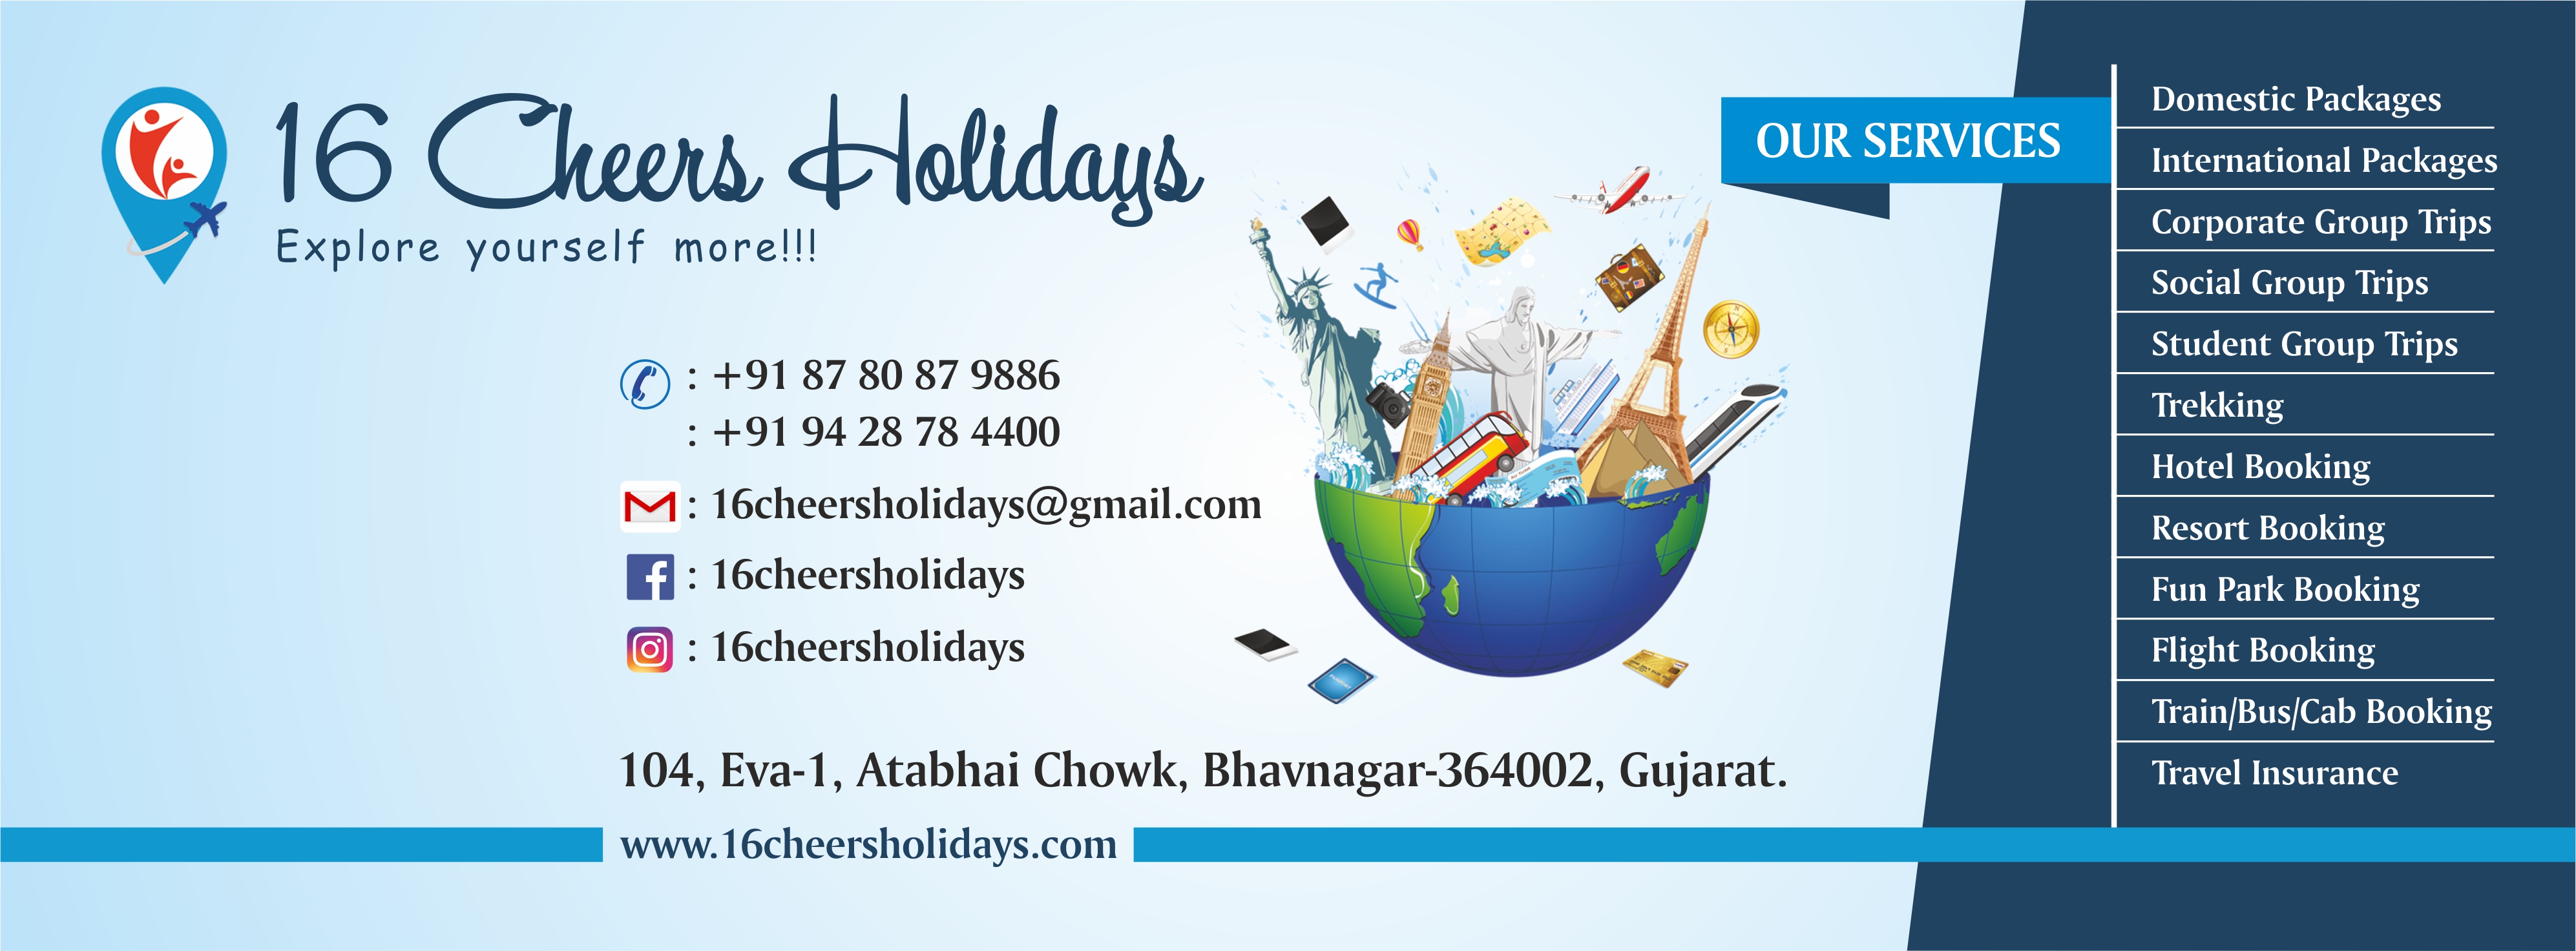 16 Cheers Holidays
Explore yourself more!!!
: +91 87 80 87 9886
: +91 94 28 78 4400
: 16cheersholidays@gmail.com
: 16cheersholidays
: 16cheersholidays
104, Eva-1, Atabhai Chowk, Bhavnagar-364002, Gujarat.
www.16cheersholidays.com
OUR SERVICES
Domestic Packages
International Packages
Corporate Group Trips
Social Group Trips
Student Group Trips
Trekking
Hotel Booking
Resort Booking
Fun Park Booking
Flight Booking
Train/Bus/Cab Booking
Travel Insurance